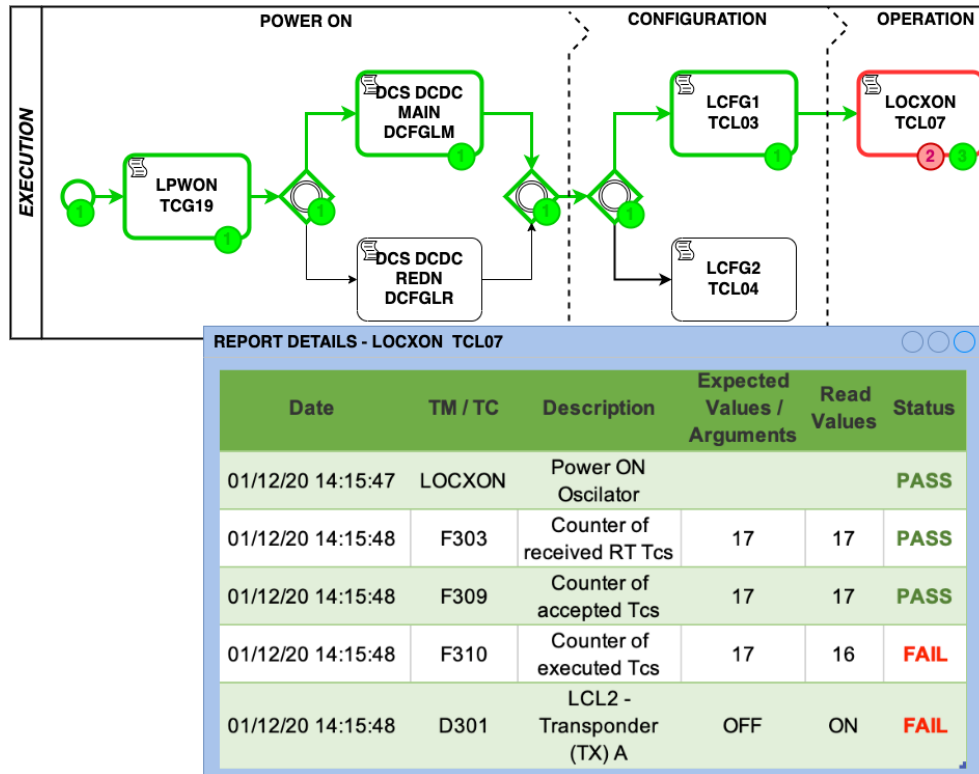 POWER ON
CONFIGURATION
OPERATION
EXECUTION
1
LPWON
TCG19
1
1
DCS DCDC
MAIN
DCFGLM
1
DCS DCDC
REDN
DCFGLR
1
1
LCFG1
TCL03
1
LCFG2
TCL04
LOCXON
TCL07
2 3
REPORT DETAILS - LOCXON TCL07
Date TM / TC Description Expected Values / Arguments Read Values Status
01/12/20 14:15:47 LOCXON Power ON Oscilator PASS
01/12/20 14:15:48 F303 Counter of received RT Tcs 17 17 PASS
01/12/20 14:15:48 F309 Counter of accepted Tcs 17 17 PASS
01/12/20 14:15:48 F310 Counter of executed Tcs 17 16 FAIL
01/12/20 14:15:48 D301 LCL2 - Transponder (TX) A OFF ON FAIL